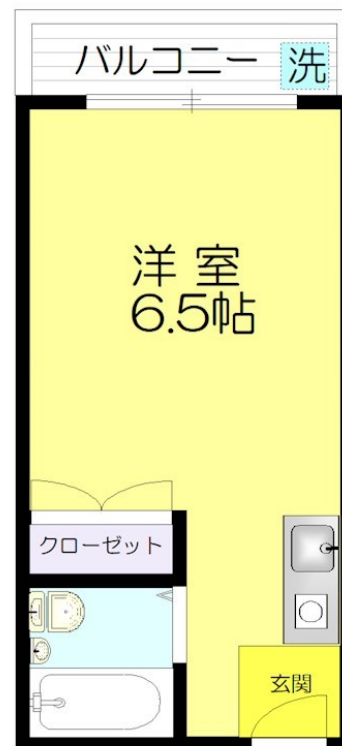 バルコニー 洗
洋室
6.5帖
クローゼット
玄関